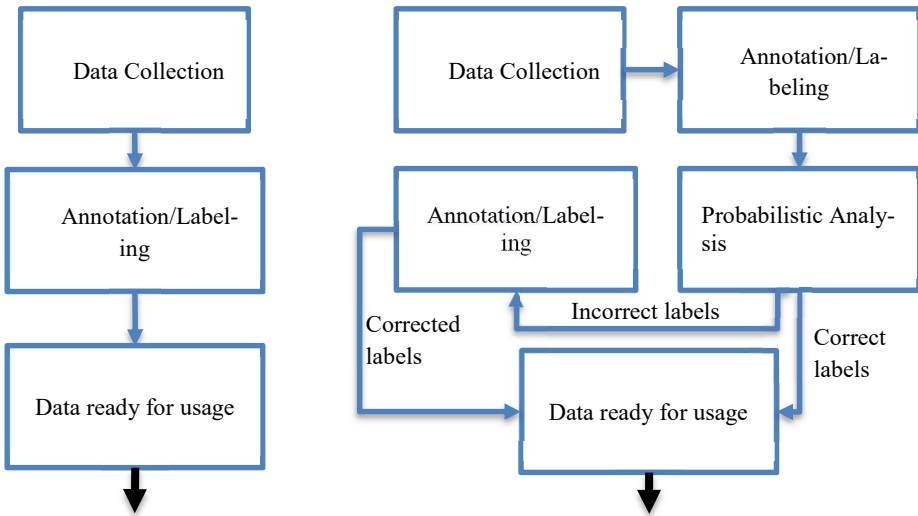 Data Collection
Annotation/Label-
ing
Data ready for usage
Data Collection
Annotation/La-
beling
Probabilistic Analy-
sis
Annotation/Label-
ing
Incorrect labels
Corrected
labels
Correct
labels
Data ready for usage